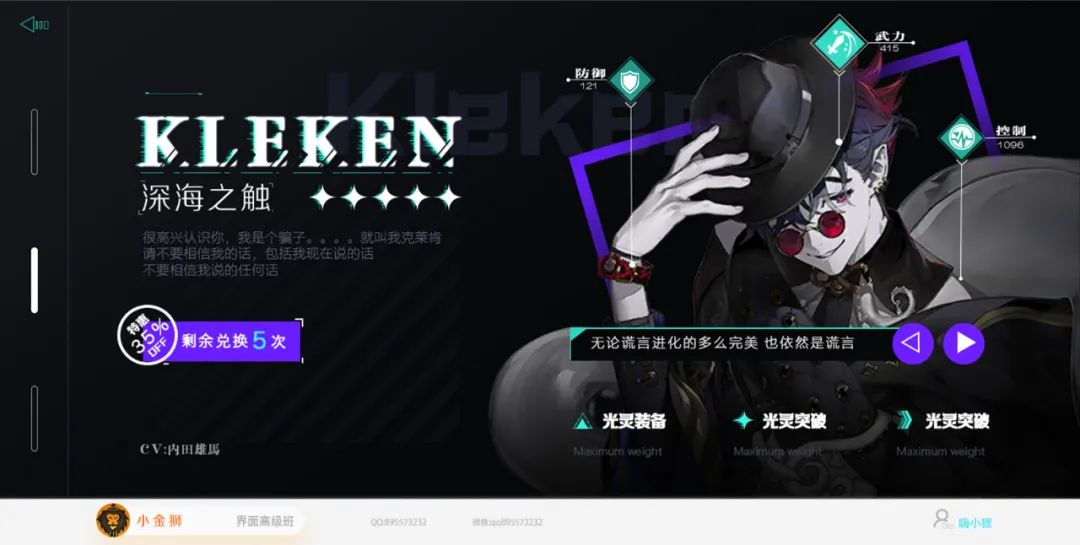 Kleken
武力
415
防御
121
控制
1096
KLEKEN
深海之触
很高兴认识你，我是个骗子。。。。就叫我克莱肯
请不要相信我的话，包括我现在说的话
不要相信我说的任何话
特惠
35%
OFF
剩余兑换5次
无论谎言进化的多么完美 也依然是谎言
光灵装备
光灵突破
光灵突破
Maximum weight
Maximum weight
Maximum weight
CV:内田雄馬
小金狮
界面高级班
QQ:895573232
微信:qq895573232
嗨小狸